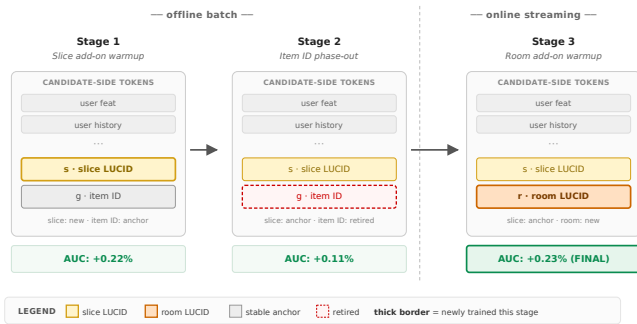 — offline batch —
— online streaming —
Stage 1
Slice add-on warmup
CANDIDATE-SIDE TOKENS
user feat
user history
...
s · slice LUCID
g · item ID
slice: new · item ID: anchor
AUC: +0.22%
Stage 2
Item ID phase-out
CANDIDATE-SIDE TOKENS
user feat
user history
...
s · slice LUCID
g · item ID
slice: anchor · item ID: retired
AUC: +0.11%
Stage 3
Room add-on warmup
CANDIDATE-SIDE TOKENS
user feat
user history
...
s · slice LUCID
r · room LUCID
slice: anchor · room: new
AUC: +0.23% (FINAL)
LEGEND slice LUCID room LUCID stable anchor retired thick border = newly trained this stage